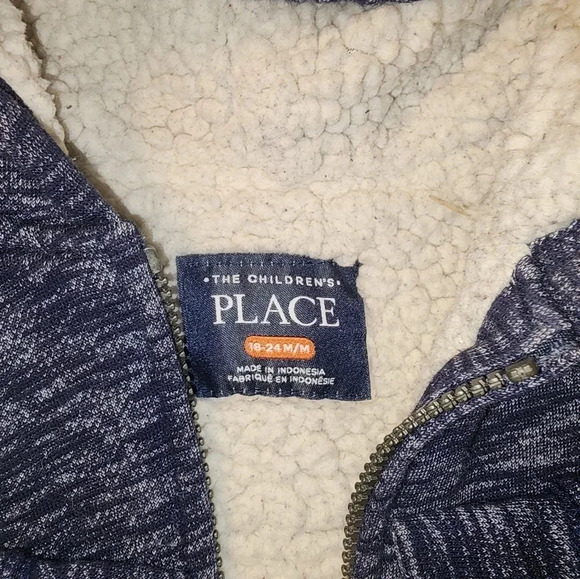 • THE CHILDREN'S •
PLACE
18-24 M/M
MADE IN INDONESIA
FABRIQUÉ EN INDONÉSIE